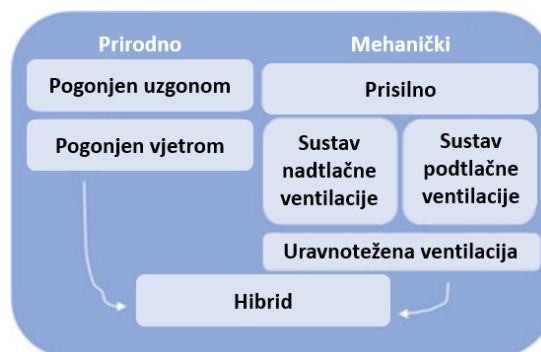 Prirodno
Pogonjen uzgonom
Pogonjen vjetrom
Mehanički
Prisilno
Sustav
nadtlačne
ventilacije
Sustav
podtlačne
ventilacije
Uravnotežena ventilacija
Hibrid